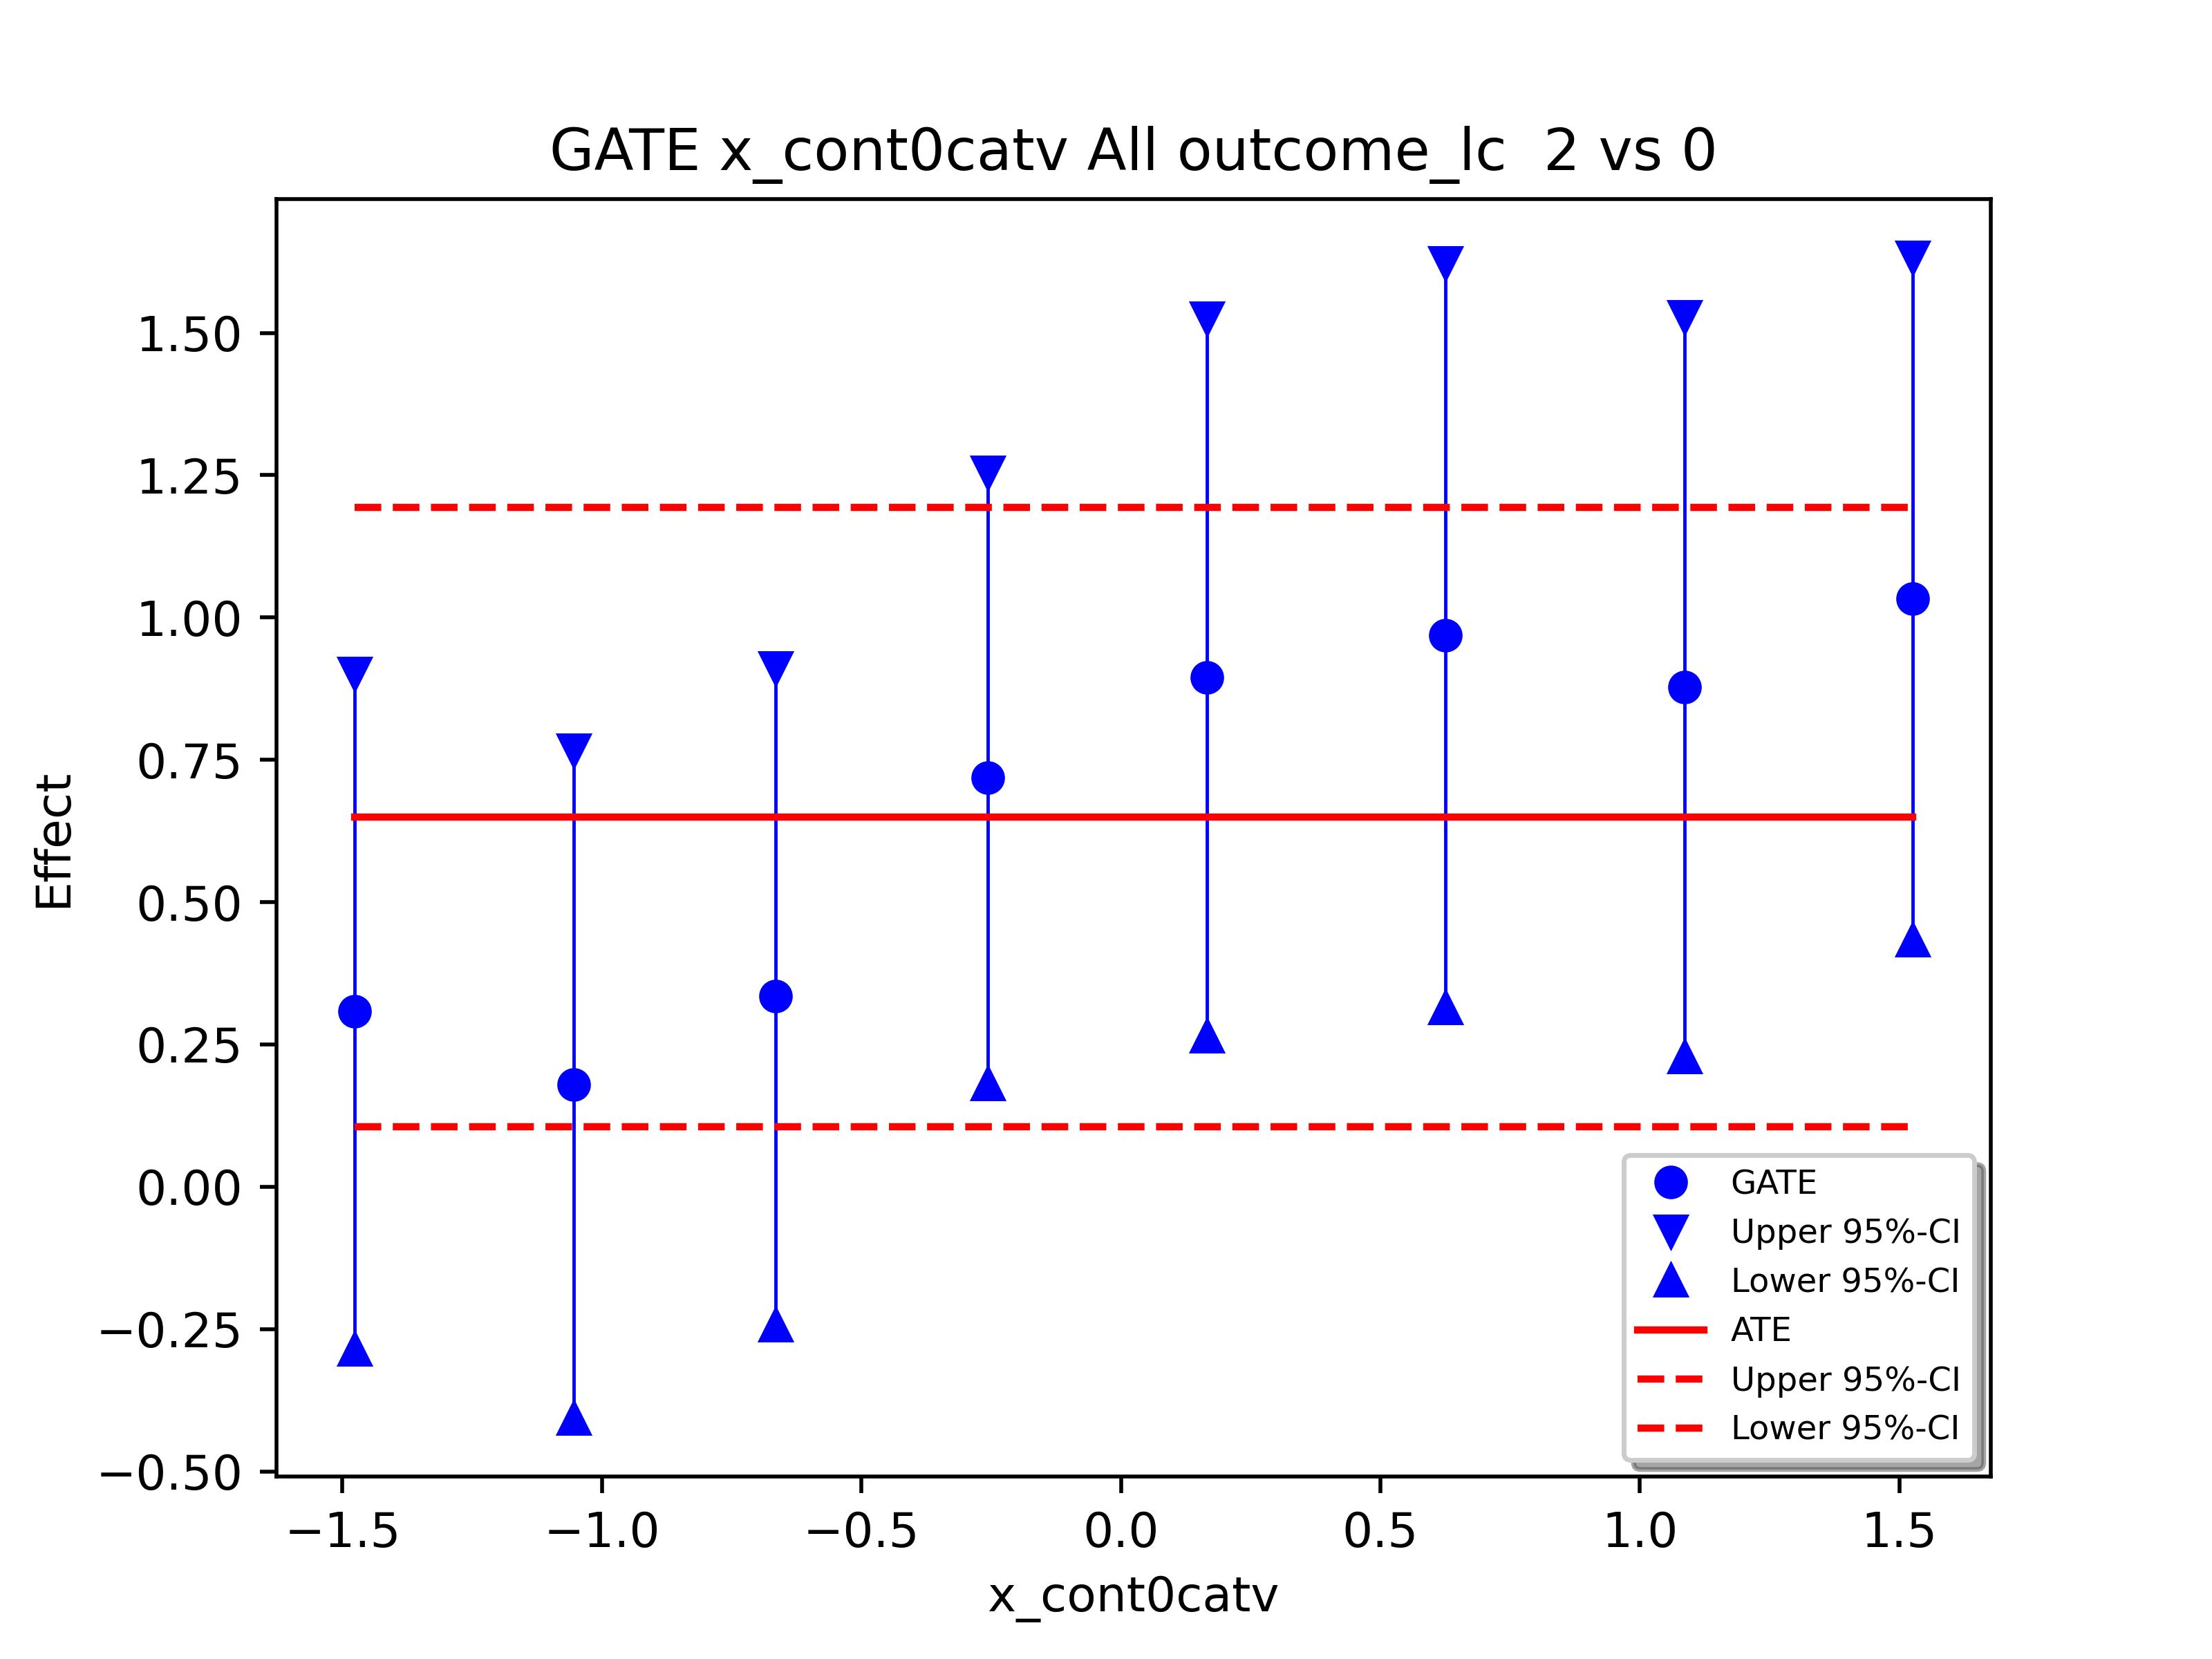 GATE x_cont0catv All outcome_lc  2 vs 0
Effect
1.50
1.25
1.00
0.75
0.50
0.25
0.00
−0.25
−0.50
GATE
Upper 95%-CI
Lower 95%-CI
ATE
Upper 95%-CI
Lower 95%-CI
−1.5 −1.0 −0.5 0.0 0.5 1.0 1.5
x_cont0catv